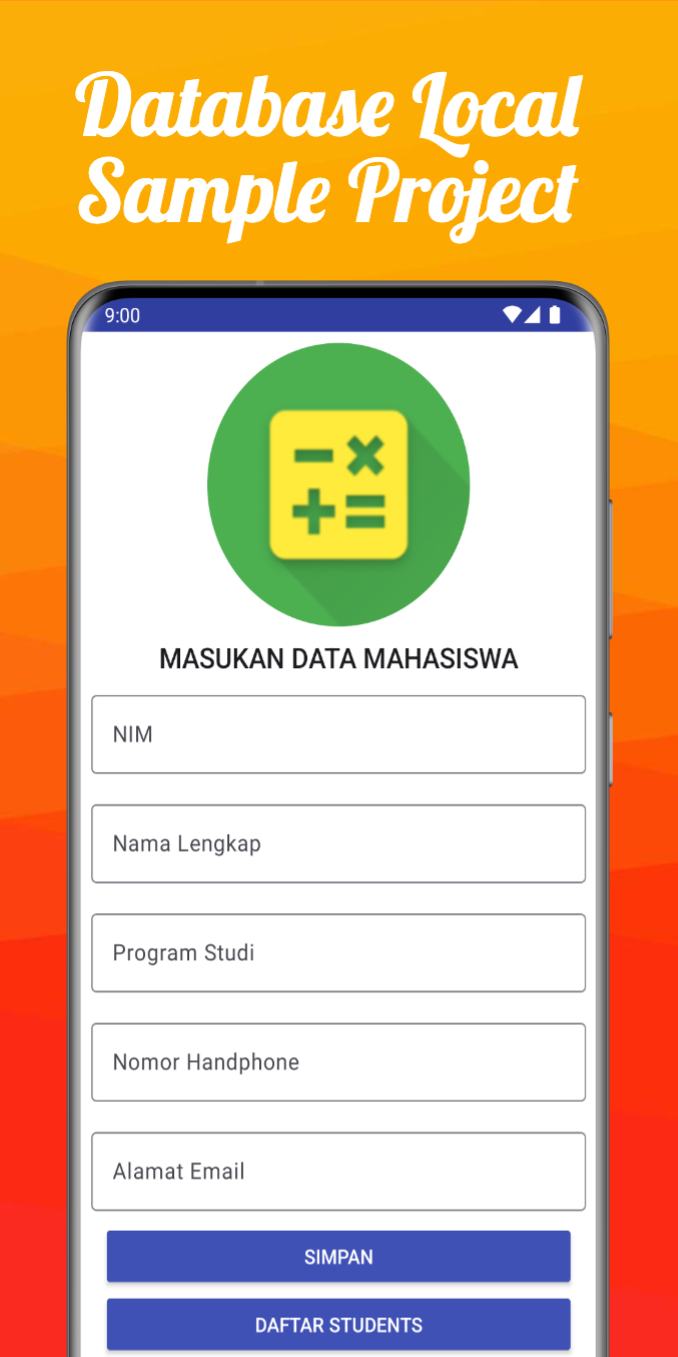 Database Local
Sample Project
9:00
MASUKAN DATA MAHASISWA
NIM
Nama Lengkap
Program Studi
Nomor Handphone
Alamat Email
SIMPAN
DAFTAR STUDENTS